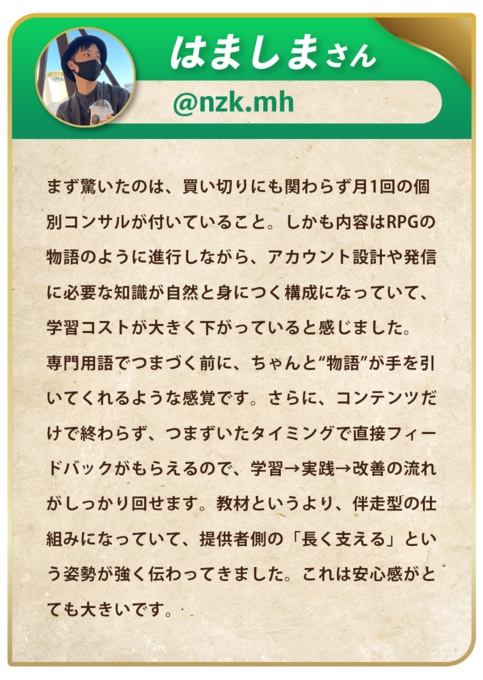 はましまさん
@nzk.mh
まず驚いたのは、買い切りにも関わらず月1回の個
別コンサルが付いていること。しかも内容はRPGの
物語のように進行しながら、アカウント設計や発信
に必要な知識が自然と身につく構成になっていて、
学習コストが大きく下がっていると感じました。
専門用語でつまづく前に、ちゃんと“物語”が手を引
いてくれるような感覚です。さらに、コンテンツだ
けで終わらず、つまずいたタイミングで直接フィー
ドバックがもらえるので、学習→実践→改善の流れ
がしっかり回せます。教材というより、伴走型の仕
組みになっていて、提供者側の「長く支える」とい
う姿勢が強く伝わってきました。これは安心感がと
ても大きいです。